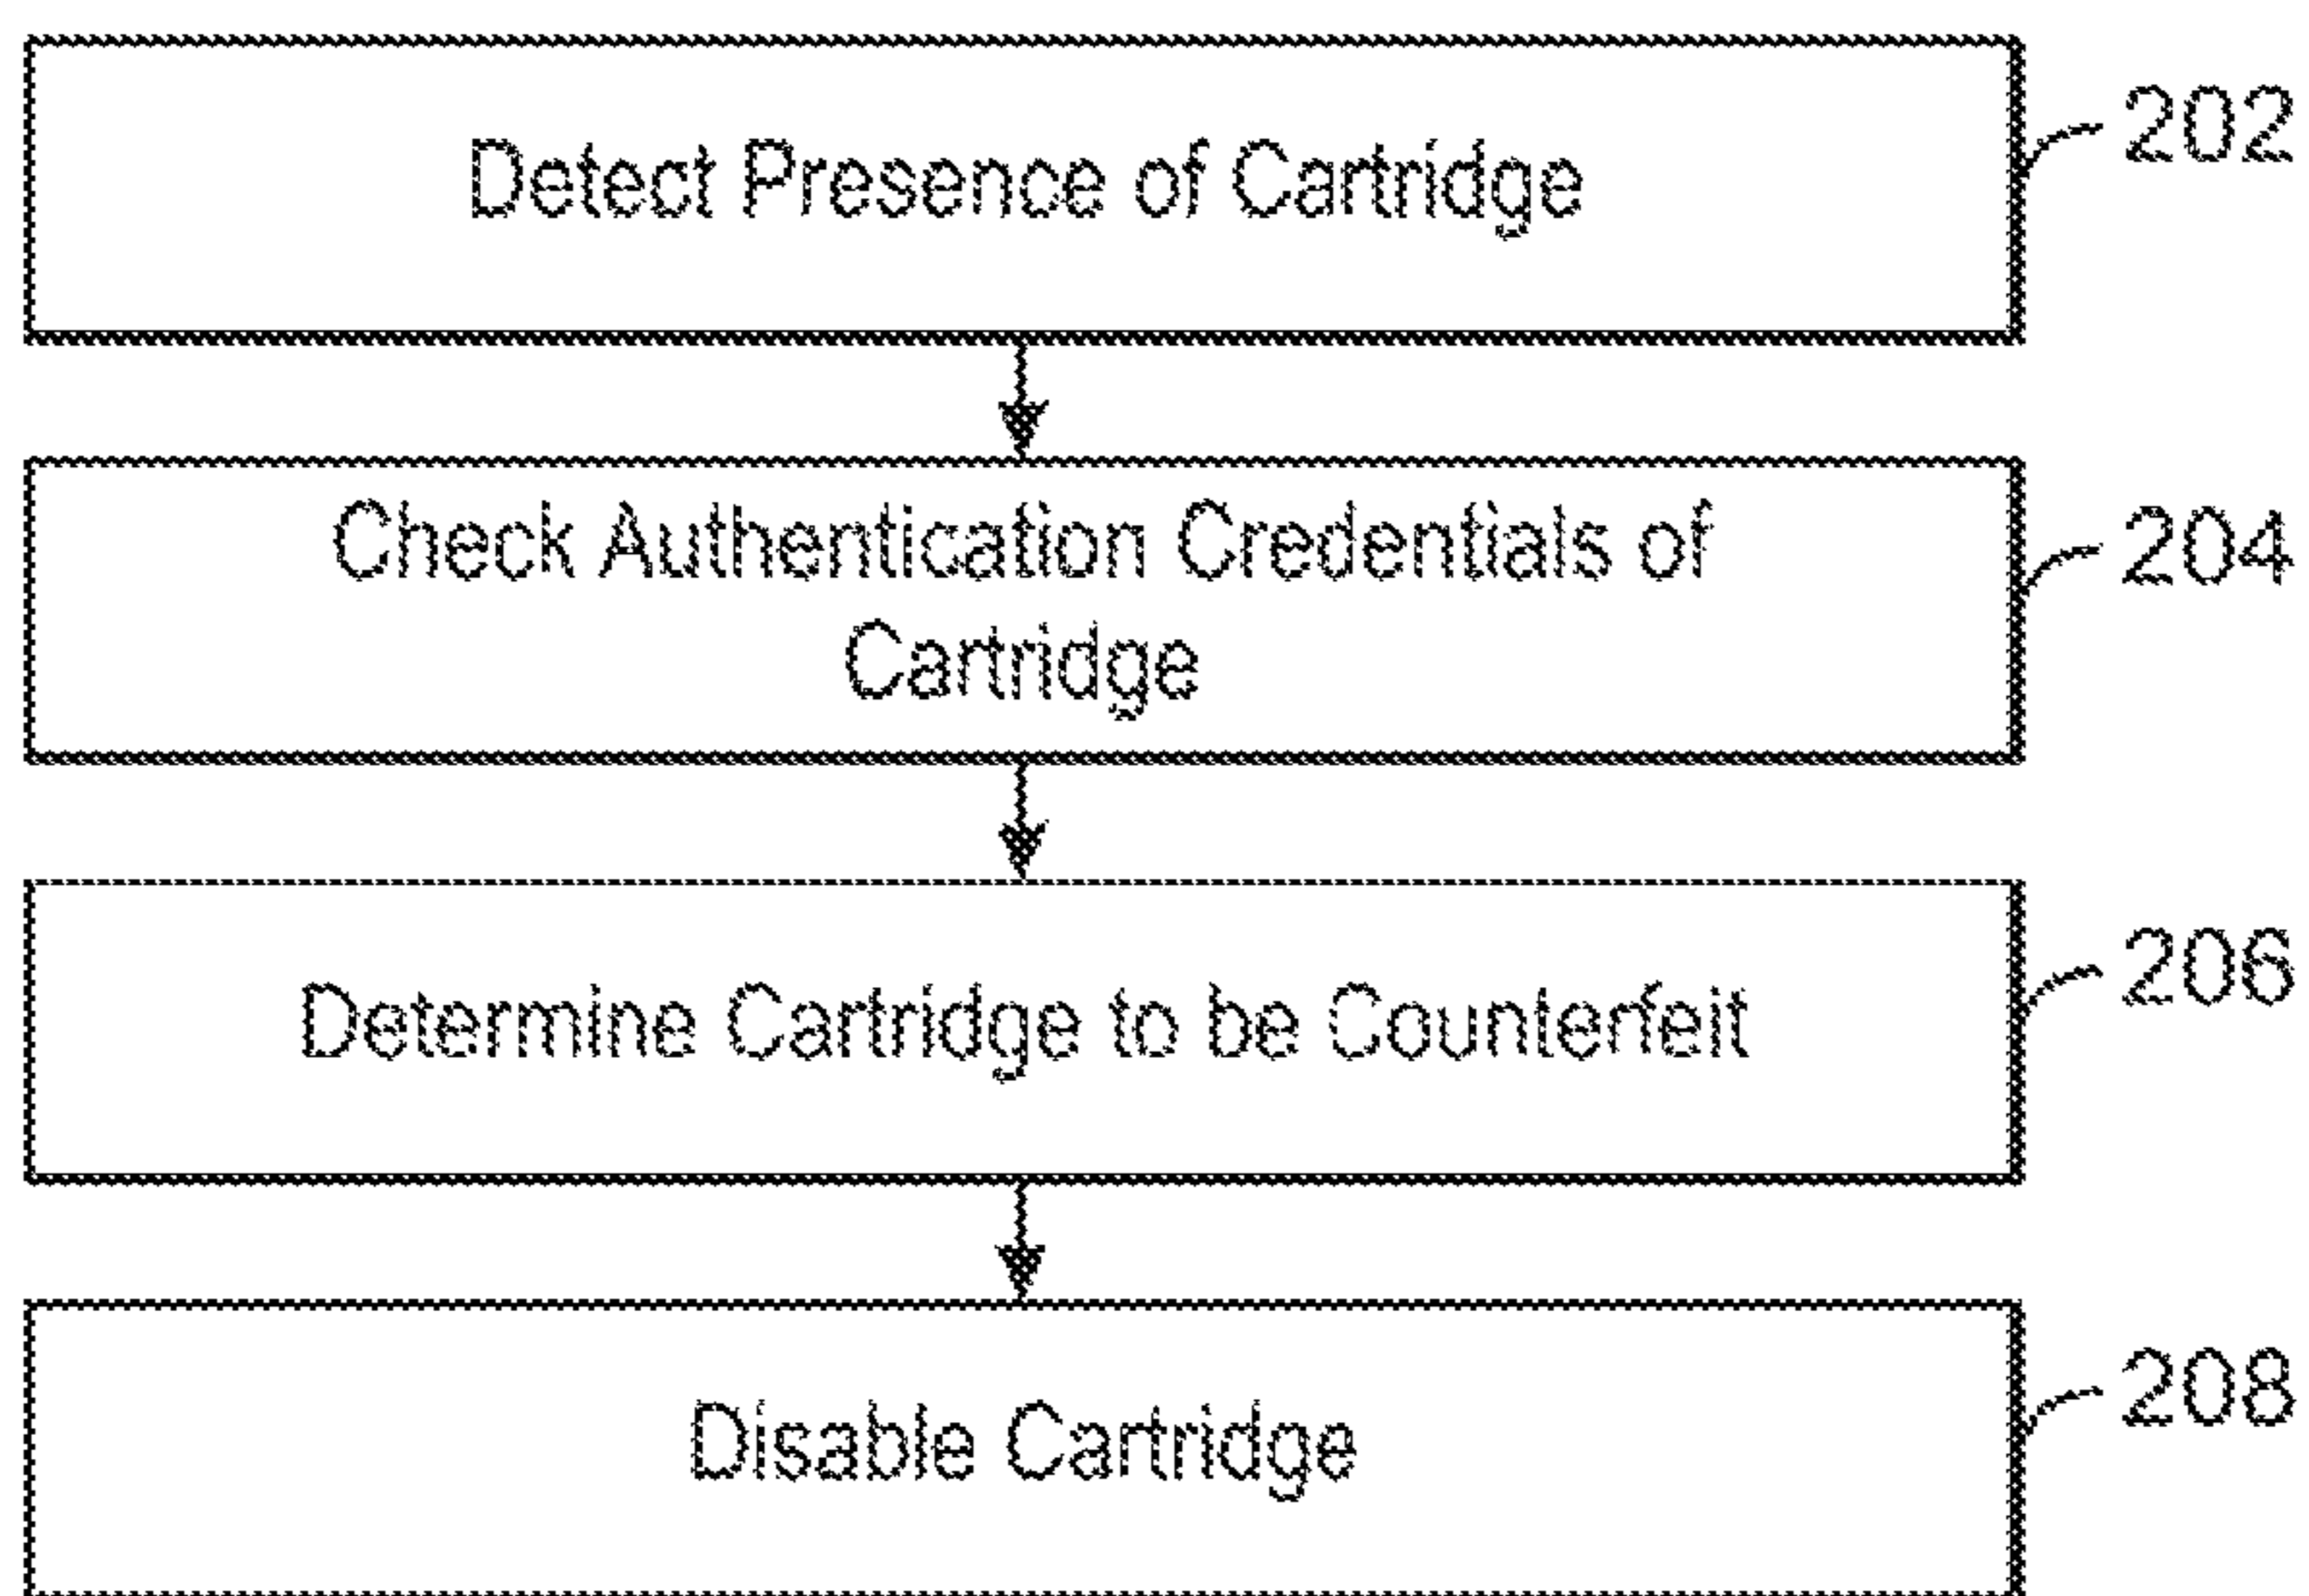 Detect Presence of Cartridge
202
Check Authentication Credentials of
Cartridge
204
Determine Cartridge to be Counterfeit
206
Disable Cartridge
208